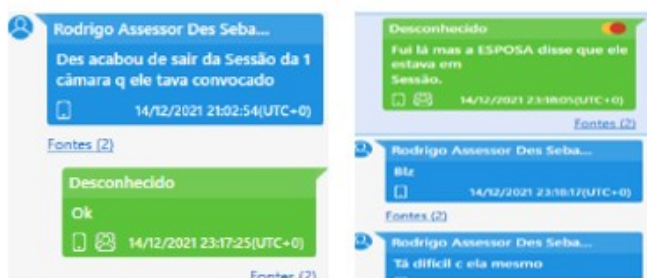 Rodrigo Assessor Des Seba...
Des acabou de sair da Sessão da 1
câmara q ele tava convocado
14/12/2021 21:02:54(UTC+0)
Fontes (2)
Desconhecido
Ok
14/12/2021 23:17:25(UTC+0)
Fontes (2)
Desconhecido
Fui lá mas a ESPOSA disse que ele
estava em
Sessão.
14/12/2021 23:18:05(UTC+0)
Fontes (2)
Rodrigo Assessor Des Seba...
Blz
14/12/2021 23:18:17(UTC+0)
Fontes (2)
Rodrigo Assessor Des Seba...
Tá dificil c ela mesmo